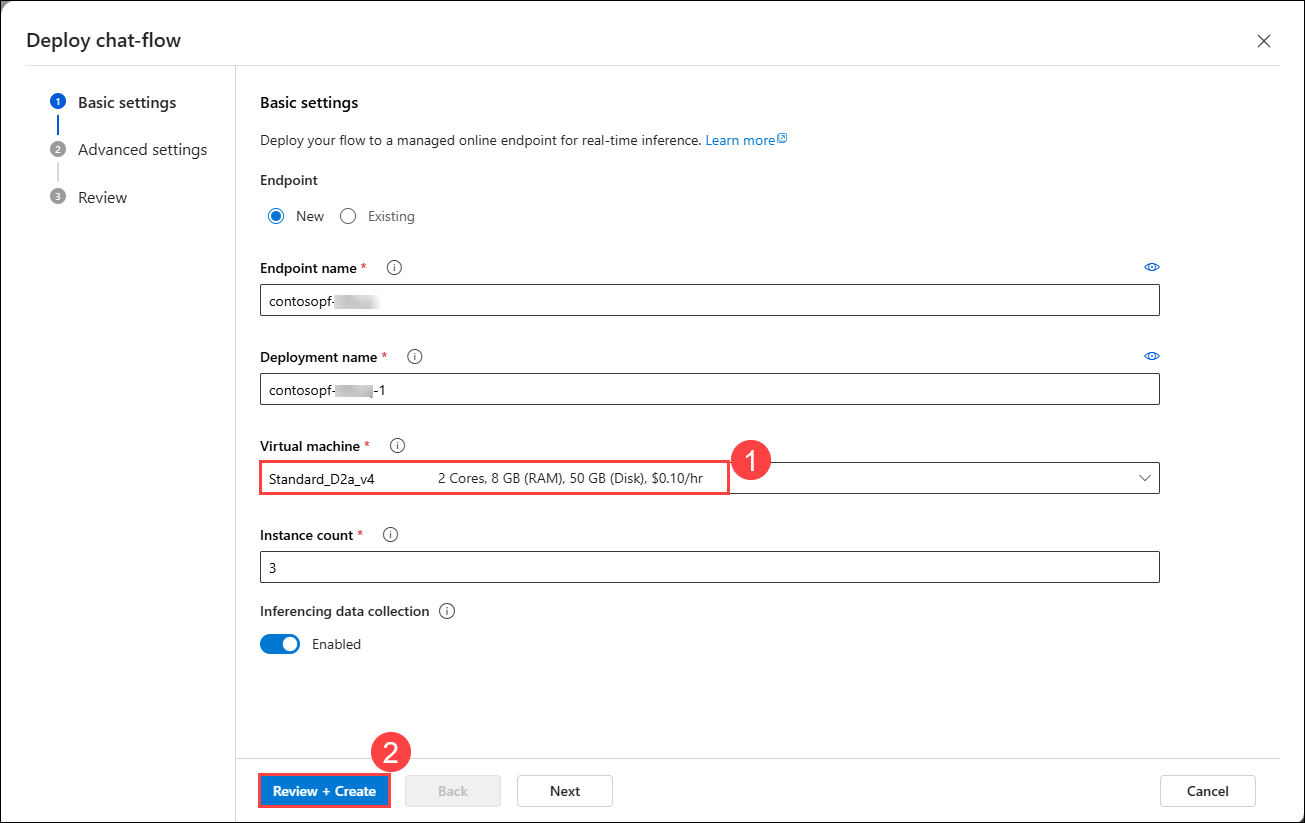 Deploy chat-flow
1 Basic settings
2 Advanced settings
3 Review
Basic settings
Deploy your flow to a managed online endpoint for real-time inference. Learn more
Endpoint
New Existing
Endpoint name *
contosopf-
Deployment name *
contosopf- -1
Virtual machine *
Standard_D2a_v4 2 Cores, 8 GB (RAM), 50 GB (Disk), $0.10/hr
1
Instance count *
3
Inferencing data collection
Enabled
2
Review + Create Back Next Cancel